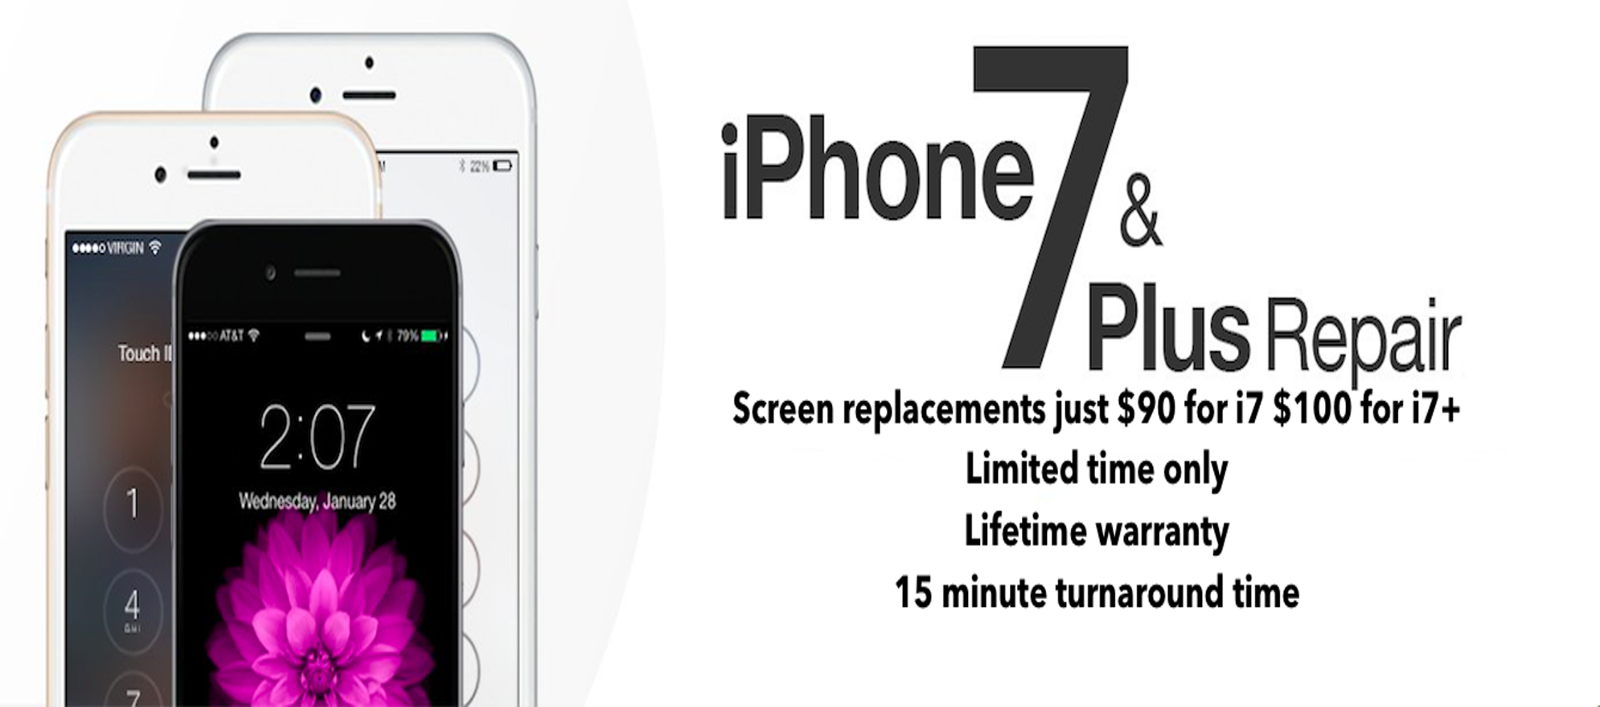 iPhone 7 &
Plus Repair
Screen replacements just $90 for i7 $100 for i7+
Limited time only
Lifetime warranty
15 minute turnaround time
22%
VIRGIN
Touch I
1
4
AT&T
79%
2:07
Wednesday, January 28